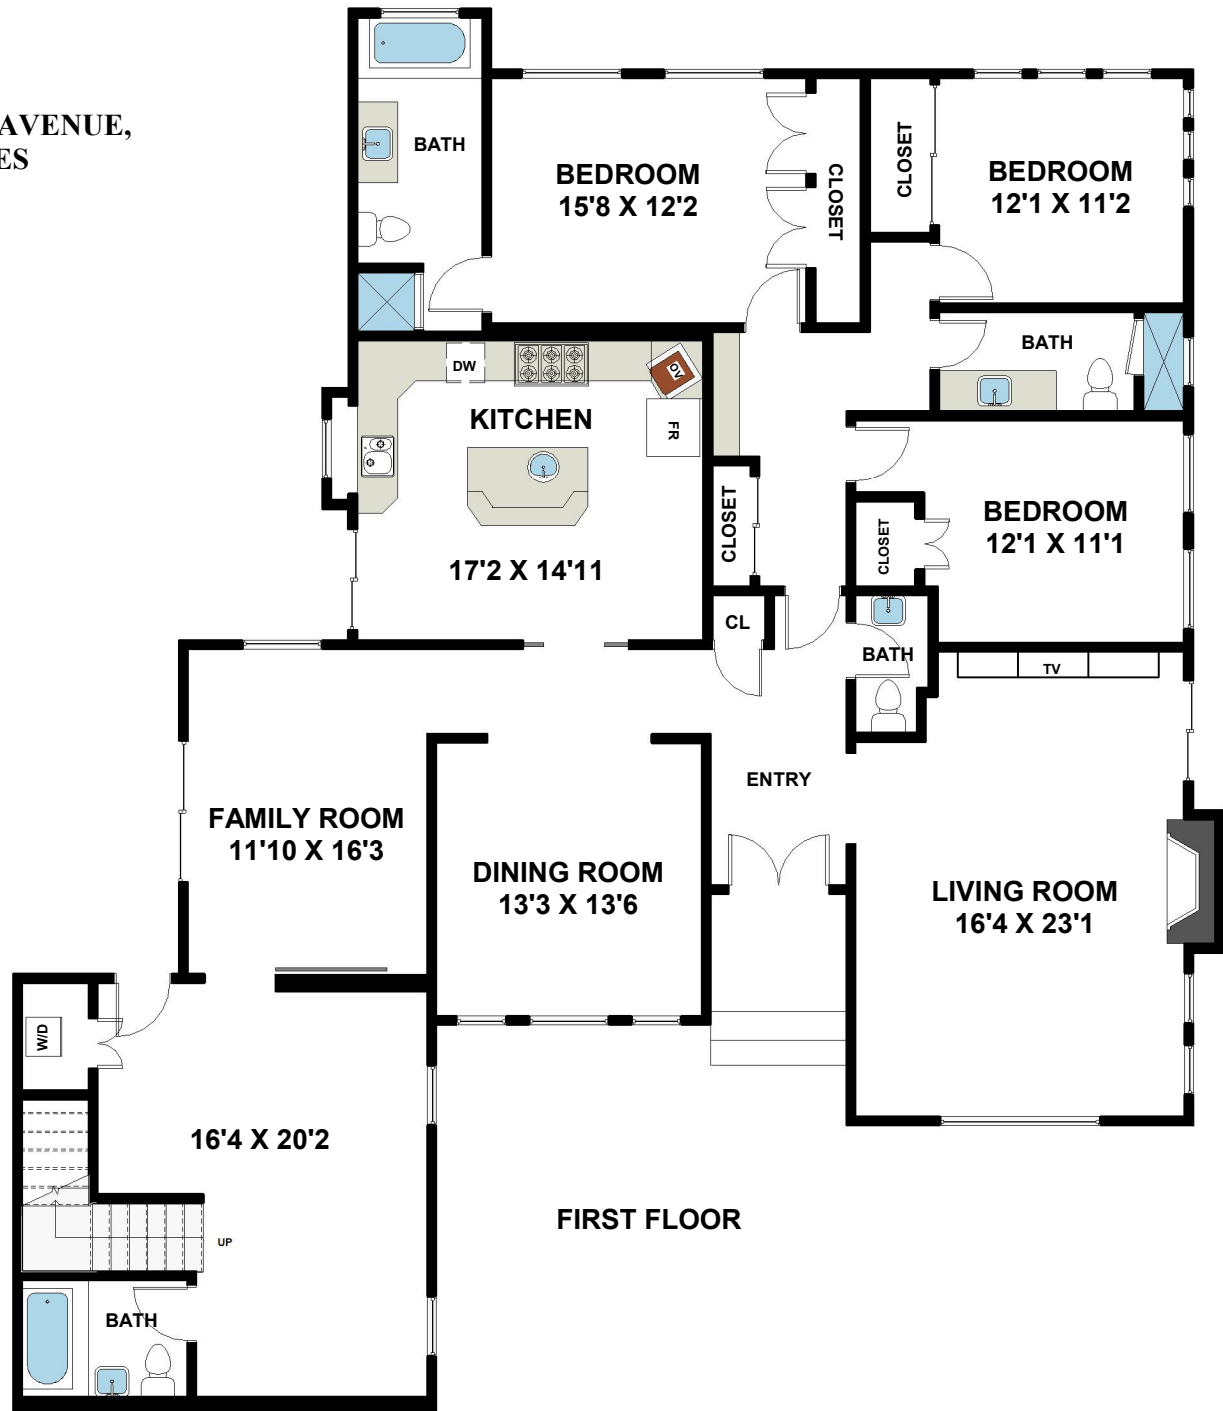 AVENUE,
ES
BATH
BEDROOM
15'8 X 12'2
CLOSET
CLOSET
BEDROOM
12'1 X 11'2
BATH
DW
OV
KITCHEN
FR
17'2 X 14'11
CLOSET
CLOSET
BEDROOM
12'1 X 11'1
CL
BATH
TV
ENTRY
FAMILY ROOM
11'10 X 16'3
DINING ROOM
13'3 X 13'6
LIVING ROOM
16'4 X 23'1
W/D
16'4 X 20'2
UP
FIRST FLOOR
BATH